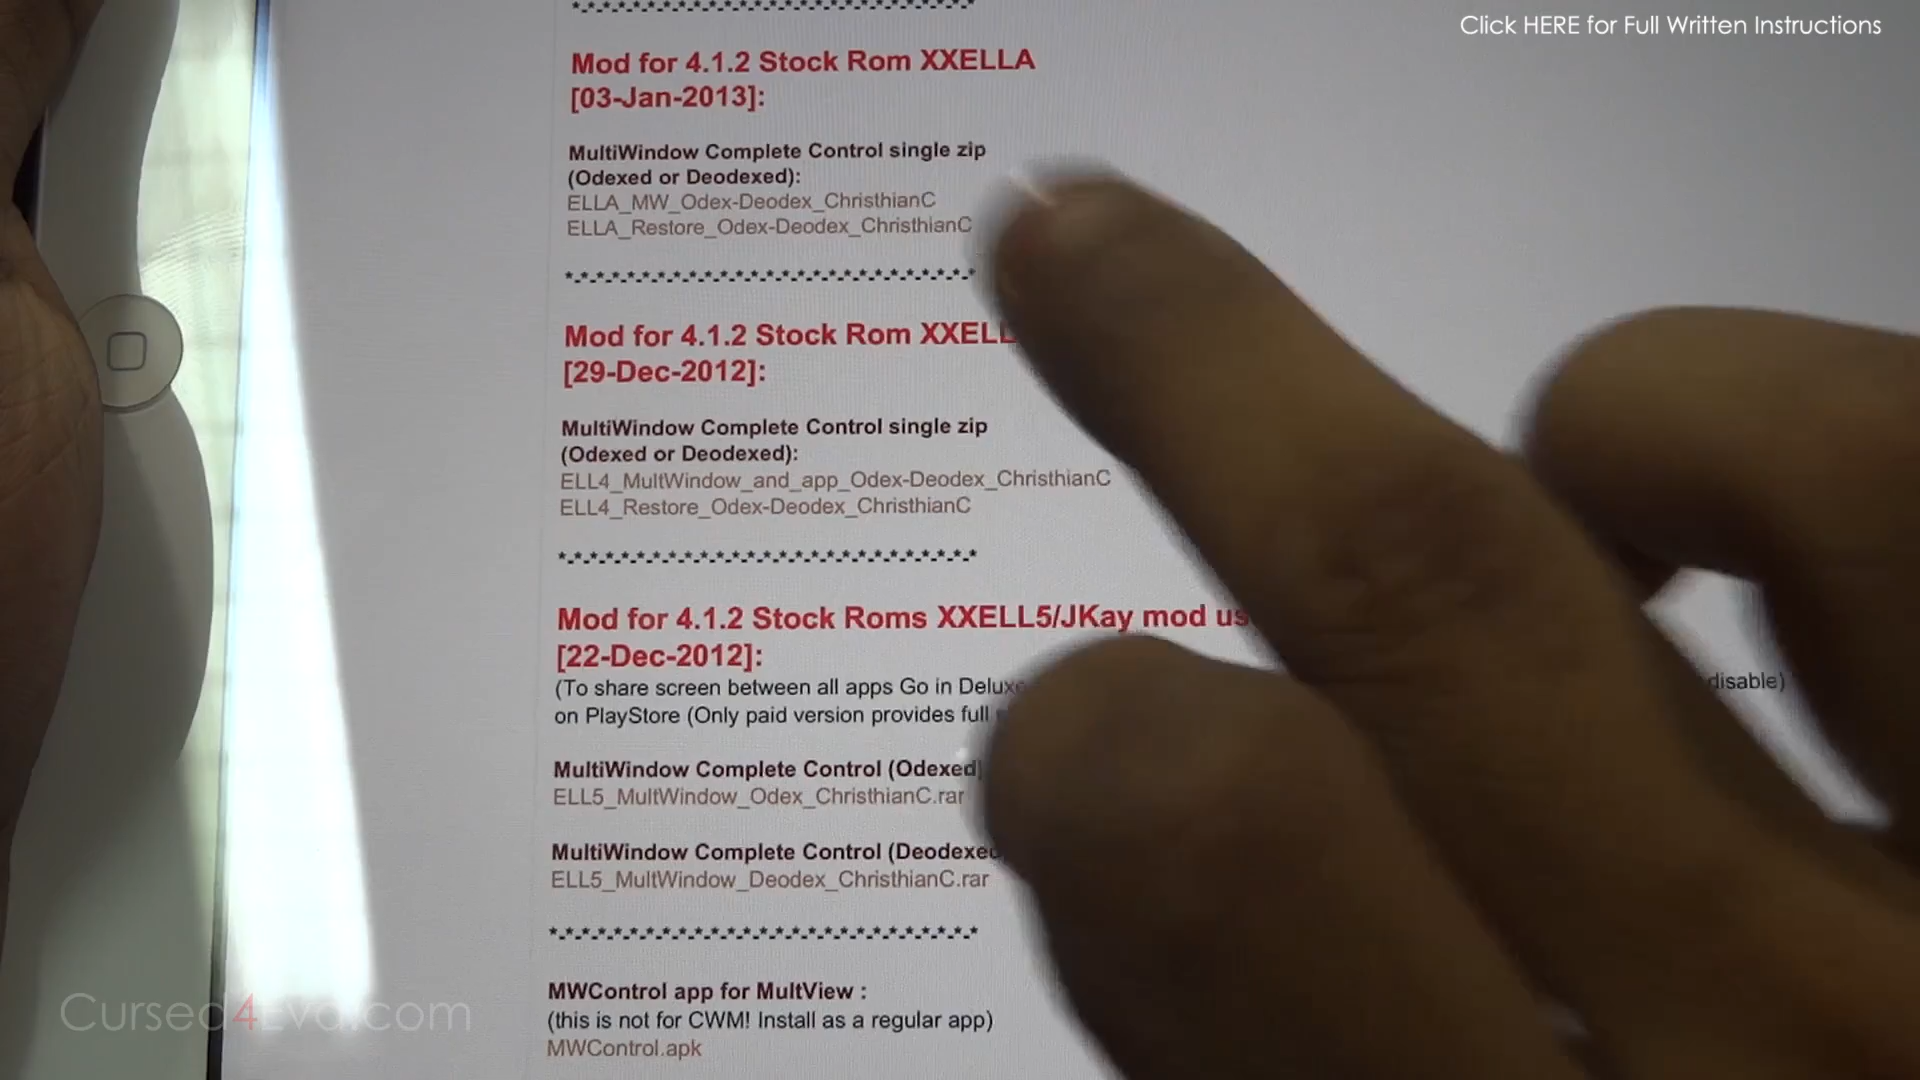 Click HERE for Full Written Instructions
*-*-*-*-*-*-*-*-*-*-*-*-*-*-*-*-*-*-*-*-*-*-*-*-*-*
Mod for 4.1.2 Stock Rom XXELLA
[03-Jan-2013]:
MultiWindow Complete Control single zip
(Odexed or Deodexed):
ELLA_MW_Odex-Deodex_ChristhianC
ELLA_Restore_Odex-Deodex_ChristhianC
*-*-*-*-*-*-*-*-*-*-*-*-*-*-*-*-*-*-*-*-*-*-*-*-*-*
Mod for 4.1.2 Stock Rom
[29-Dec-2012]:
MultiWindow Complete Control single zip
(Odexed or Deodexed):
ELL4_MultWindow_and_app_Odex-Deodex_ChristhianC
ELL4_Restore_Odex-Deodex_ChristhianC
*-*-*-*-*-*-*-*-*-*-*-*-*-*-*-*-*-*-*-*-*-*-*-*-*-*
Mod for 4.1.2 Stock Roms XXELL5/JKay mod
[22-Dec-2012]:
(To share screen between all apps Go in disable)
on PlayStore (Only paid version provides full
MultiWindow Complete Control (Odexed)
ELL5_MultWindow_Odex_ChristhianC.rar
MultiWindow Complete Control (Deodexed
ELL5_MultWindow_Deodex_ChristhianC.rar
*-*-*-*-*-*-*-*-*-*-*-*-*-*-*-*-*-*-*-*-*-*-*-*-*-*
MWControl app for MultView :
(this is not for CWM! Install as a regular app)
MWControl.apk
Cursed4Eva.com